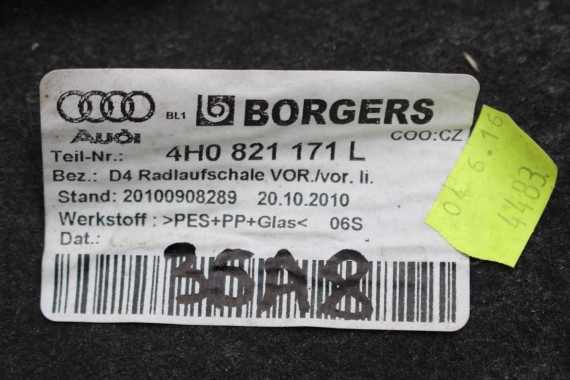 BL1 BORGERS
Audi COO:CZ
Teil-Nr.: 4H0 821 171 L
Bez.: D4 Radlaufschale VOR./vor. li.
Stand: 20100908289 20.10.2010
Werkstoff : >PES+PP+Glas< 06S
Dat.:
3SA8
04. 6. 16
4483